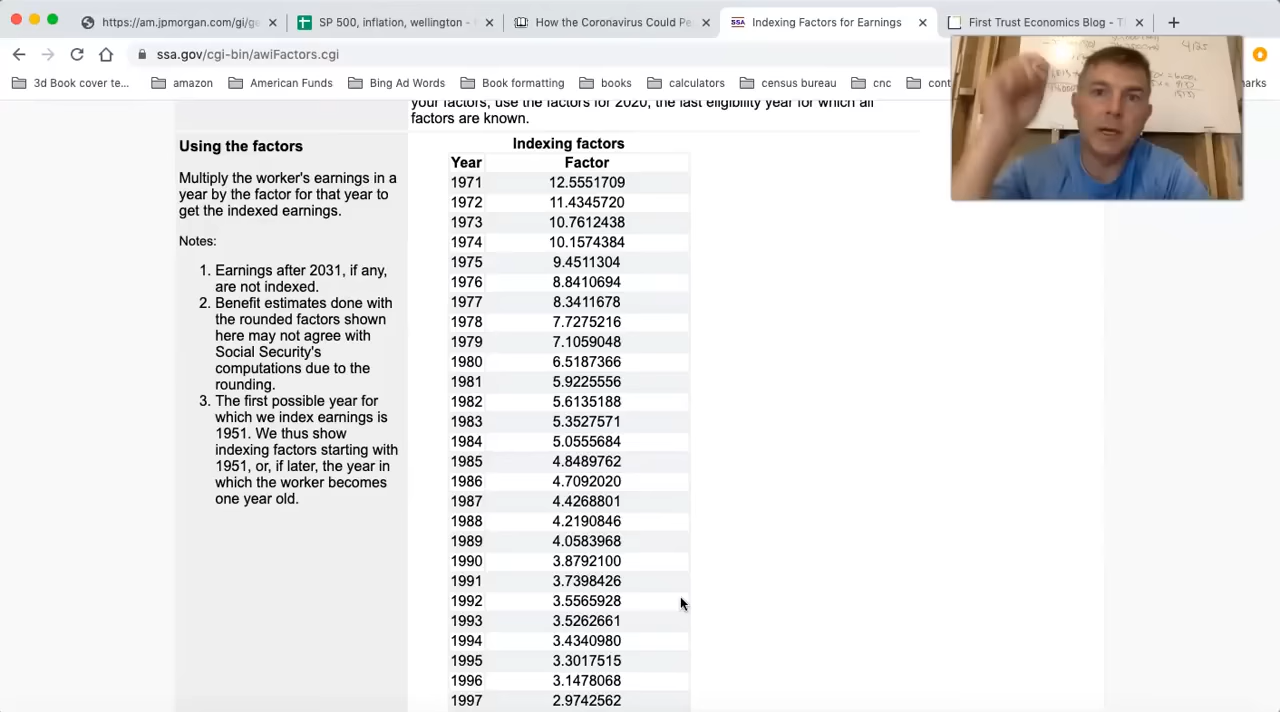 https://am.jpmorgan.com/gi/ge
SP 500, inflation, wellington -
How the Coronavirus Could Pe
SSA
Indexing Factors for Earnings
First Trust Economics Blog - T
ssa.gov/cgi-bin/awiFactors.cgi
3d Book cover te...
amazon
American Funds
Bing Ad Words
Book formatting
books
calculators
census bureau
cnc
cont
arks
your factors, use the factors for 2020, the last eligibility year for which all
factors are known.
Using the factors
Multiply the worker's earnings in a
year by the factor for that year to
get the indexed earnings.
Notes:
1. Earnings after 2031, if any,
are not indexed.
2. Benefit estimates done with
the rounded factors shown
here may not agree with
Social Security's
computations due to the
rounding.
3. The first possible year for
which we index earnings is
1951. We thus show
indexing factors starting with
1951, or, if later, the year in
which the worker becomes
one year old.
Indexing factors
Year Factor
1971 12.5551709
1972 11.4345720
1973 10.7612438
1974 10.1574384
1975 9.4511304
1976 8.8410694
1977 8.3411678
1978 7.7275216
1979 7.1059048
1980 6.5187366
1981 5.9225556
1982 5.6135188
1983 5.3527571
1984 5.0555684
1985 4.8489762
1986 4.7092020
1987 4.4268801
1988 4.2190846
1989 4.0583968
1990 3.8792100
1991 3.7398426
1992 3.5565928
1993 3.5262661
1994 3.4340980
1995 3.3017515
1996 3.1478068
1997 2.9742562